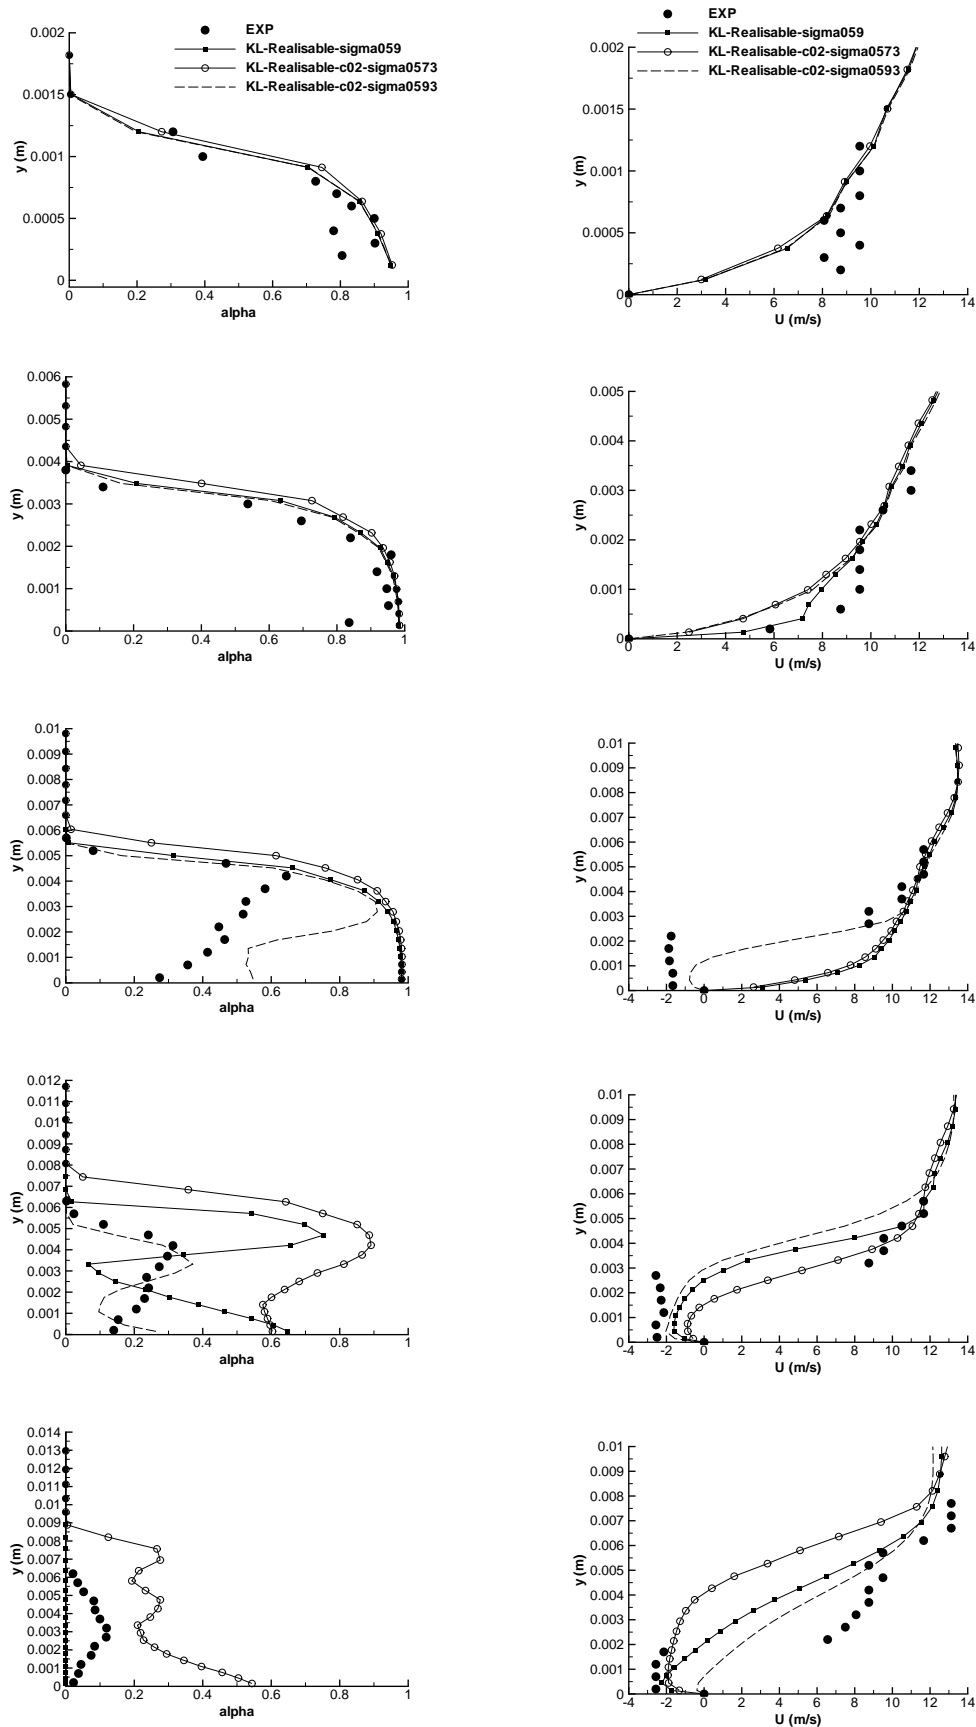 EXP
KL-Realisable-sigma059
KL-Realisable-c02-sigma0573
KL-Realisable-c02-sigma0593
0.002
0.0015
0.001
0.0005
0
y (m)
0 0.2 0.4 0.6 0.8 1
alpha
EXP
KL-Realisable-sigma059
KL-Realisable-c02-sigma0573
KL-Realisable-c02-sigma0593
0.002
0.0015
0.001
0.0005
0
y (m)
0 2 4 6 8 10 12 14
U (m/s)
0.006
0.005
0.004
0.003
0.002
0.001
0
y (m)
0 0.2 0.4 0.6 0.8 1
alpha
0.005
0.004
0.003
0.002
0.001
0
y (m)
0 2 4 6 8 10 12 14
U (m/s)
0.01
0.009
0.008
0.007
0.006
0.005
0.004
0.003
0.002
0.001
0
y (m)
0 0.2 0.4 0.6 0.8 1
alpha
0.01
0.009
0.008
0.007
0.006
0.005
0.004
0.003
0.002
0.001
0
y (m)
-4 -2 0 2 4 6 8 10 12 14
U (m/s)
0.012
0.011
0.01
0.009
0.008
0.007
0.006
0.005
0.004
0.003
0.002
0.001
0
y (m)
0 0.2 0.4 0.6 0.8 1
alpha
0.01
0.009
0.008
0.007
0.006
0.005
0.004
0.003
0.002
0.001
0
y (m)
-4 -2 0 2 4 6 8 10 12 14
U (m/s)
0.014
0.013
0.012
0.011
0.01
0.009
0.008
0.007
0.006
0.005
0.004
0.003
0.002
0.001
0
y (m)
0 0.2 0.4 0.6 0.8 1
alpha
0.01
0.009
0.008
0.007
0.006
0.005
0.004
0.003
0.002
0.001
0
y (m)
-4 -2 0 2 4 6 8 10 12 14
U (m/s)